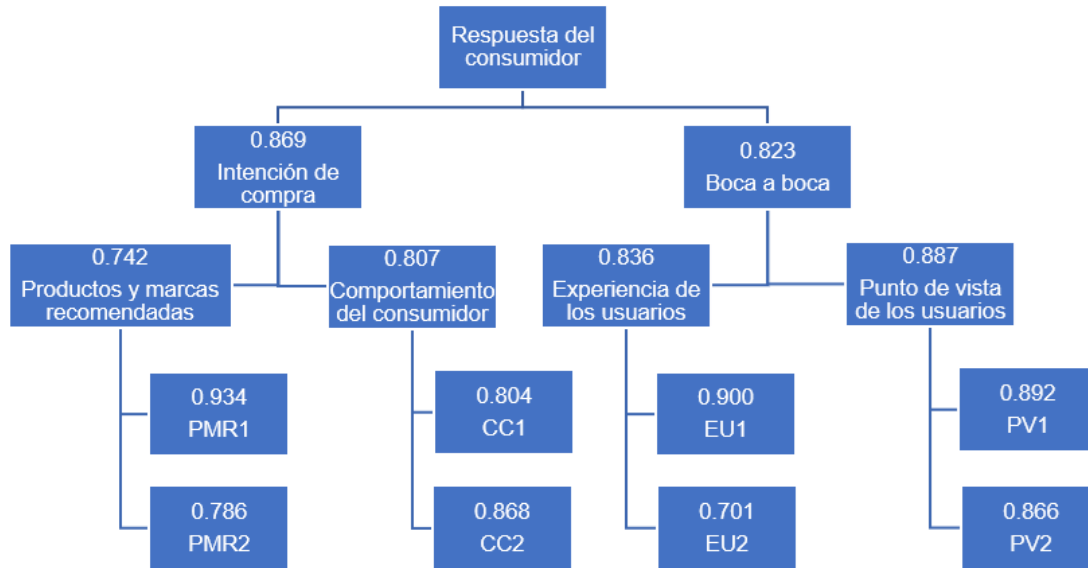 Respuesta del
consumidor
0.869
Intención de
compra
0.823
Boca a boca
0.742
Productos y marcas
recomendadas
0.807
Comportamiento
del consumidor
0.836
Experiencia de
los usuarios
0.887
Punto de vista
de los usuarios
0.934
PMR1
0.804
CC1
0.900
EU1
0.892
PV1
0.786
PMR2
0.868
CC2
0.701
EU2
0.866
PV2